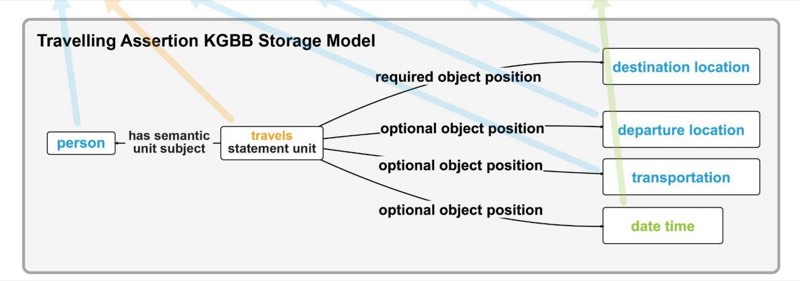 Travelling Assertion KGBB Storage Model
required object position
destination location
person
has semantic
unit subject
travels
statement unit
optional object position
departure location
optional object position
transportation
optional object position
date time